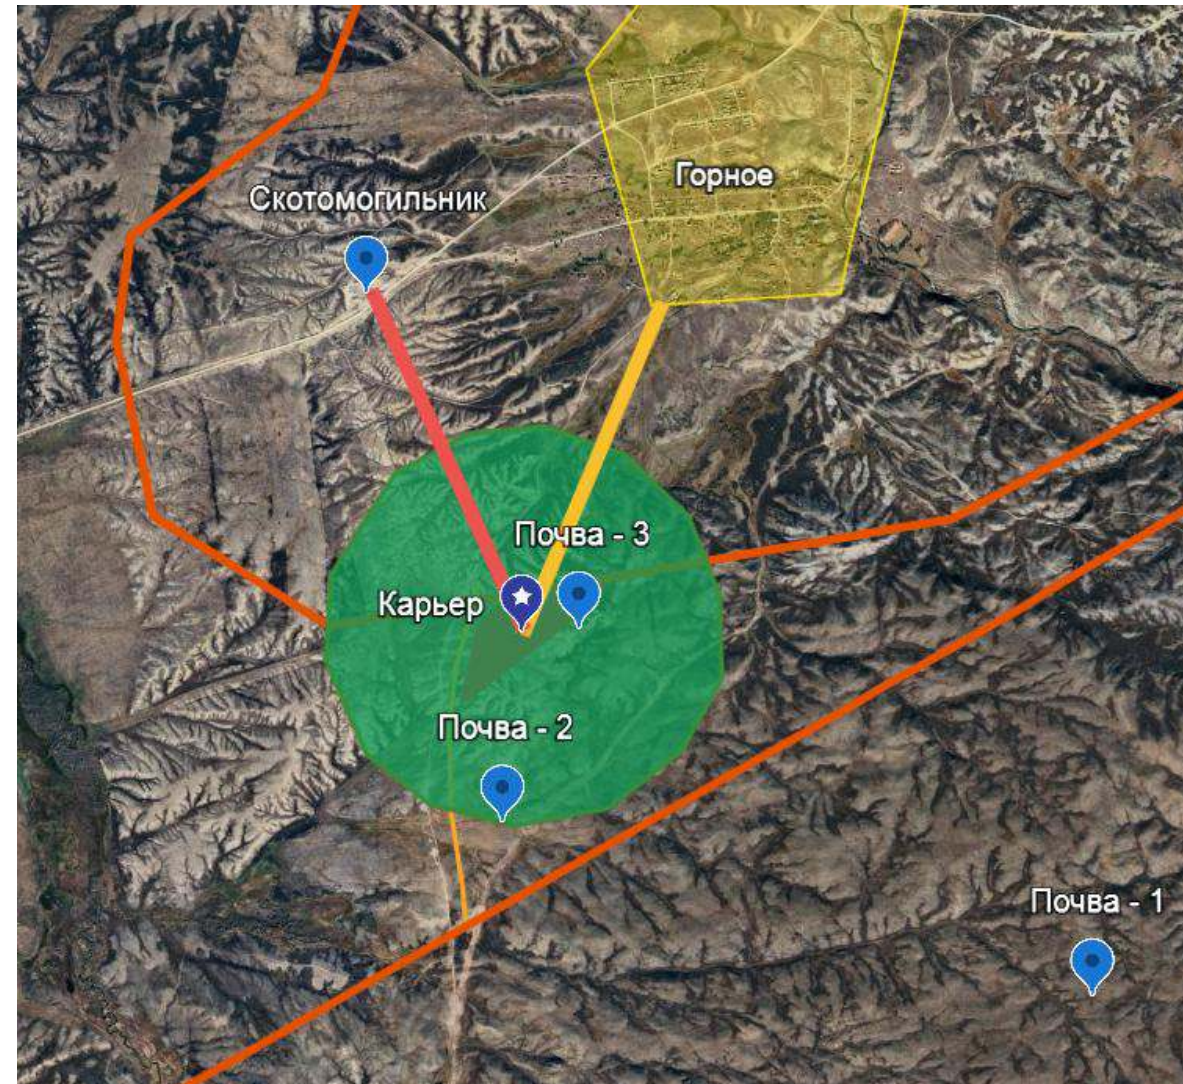 Горное
Скотомогильник
Почва - 3
Карьер
Почва - 2
Почва - 1